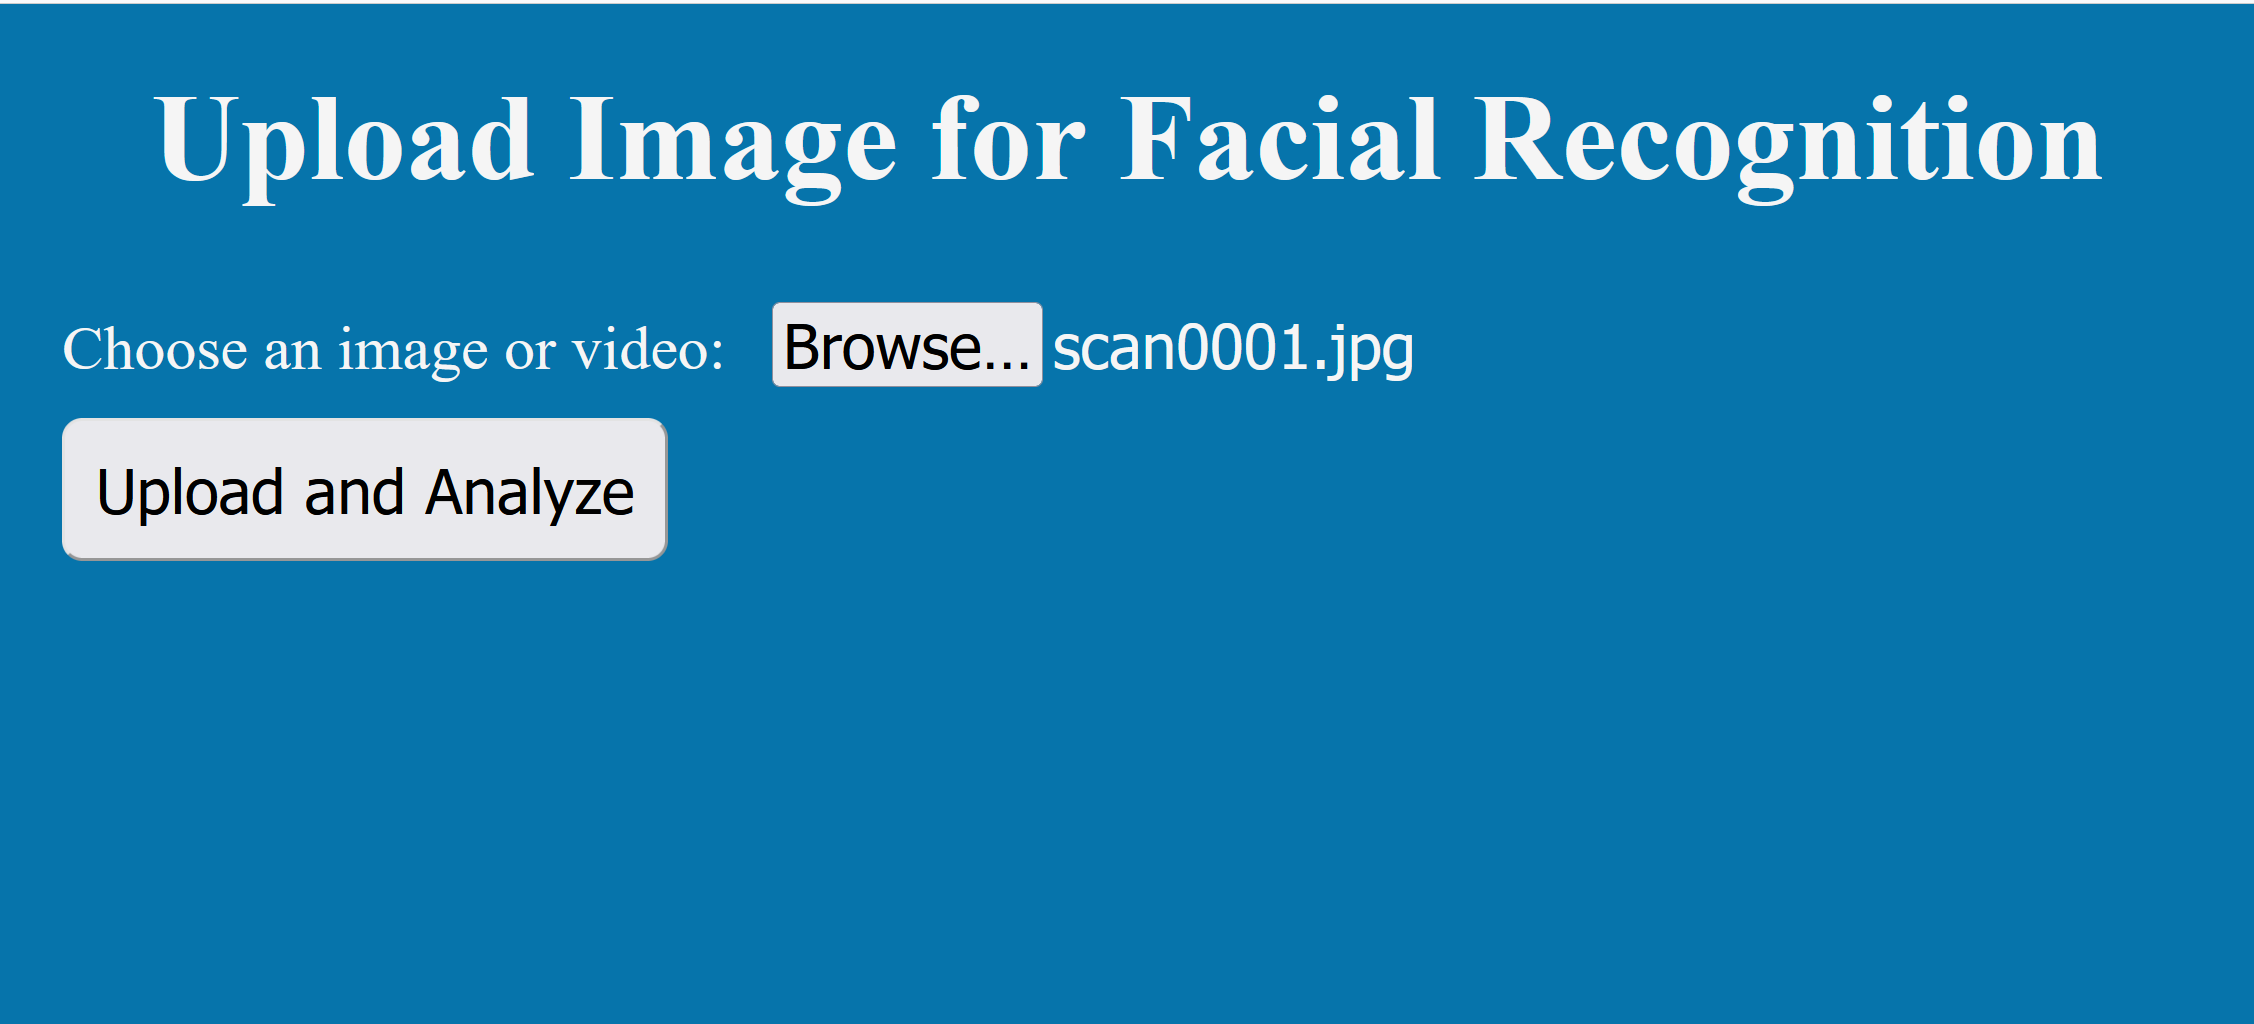 Upload Image for Facial Recognition
Choose an image or video: Browse... scan0001.jpg
Upload and Analyze